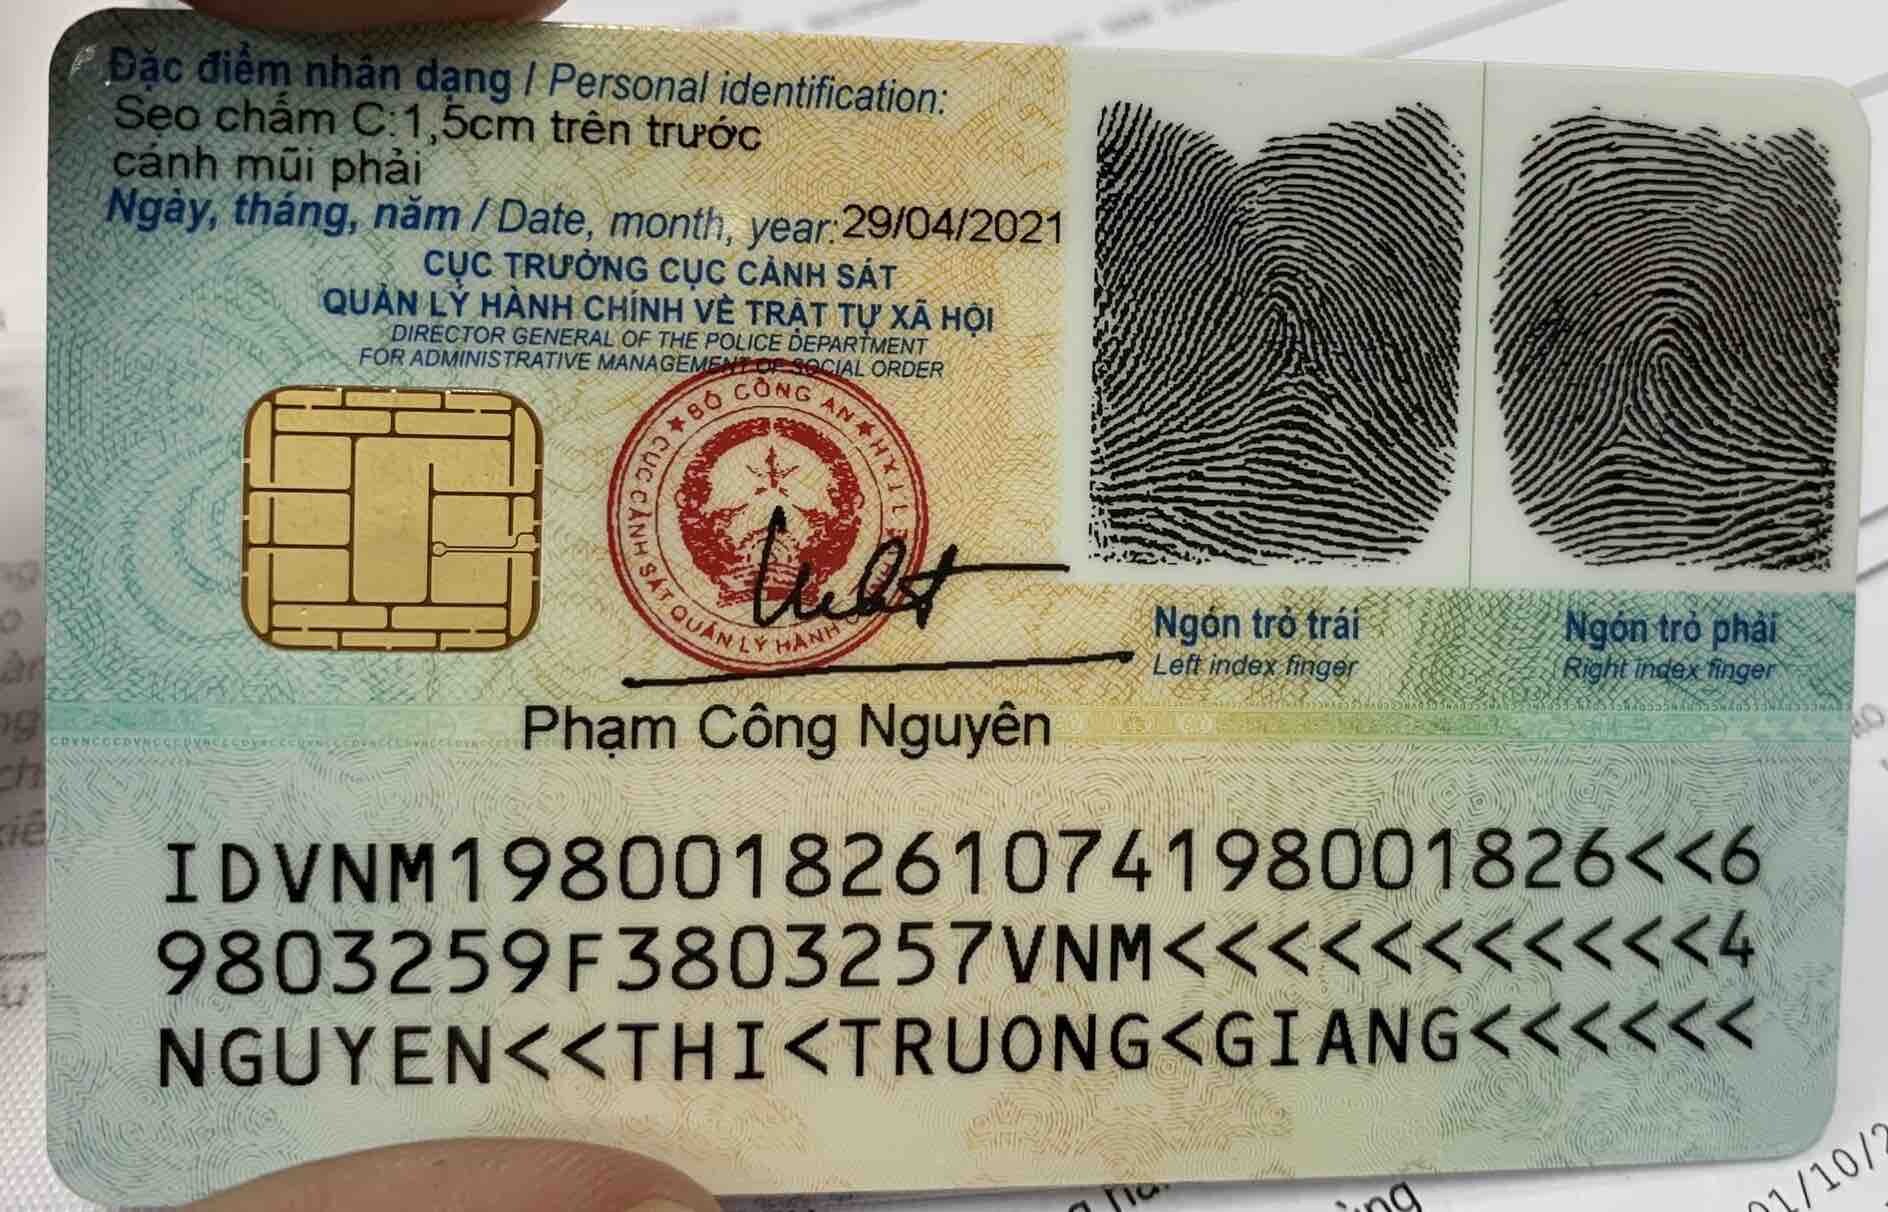 Đặc điểm nhân dạng / Personal identification:
Sẹo chấm C:1,5cm trên trước
cánh mũi phải
Ngày, tháng, năm / Date, month, year:29/04/2021
CỤC TRƯỞNG CỤC CẢNH SÁT
QUẢN LÝ HÀNH CHÍNH VỀ TRẬT TỰ XÃ HỘI
DIRECTOR GENERAL OF THE POLICE DEPARTMENT
FOR ADMINISTRATIVE MANAGEMENT OF SOCIAL ORDER
★ BỘ CÔNG AN ★
CỤC CẢNH SÁT QUẢN LÝ HÀNH
Ngón trỏ trái
Left index finger
Ngón trỏ phải
Right index finger
Phạm Công Nguyên
IDVNM1980018261074198001826<<6
9803259F3803257VNM<<<<<<<<<<<4
NGUYEN<<THI<TRUONG<GIANG<<<<<<
01/10/2